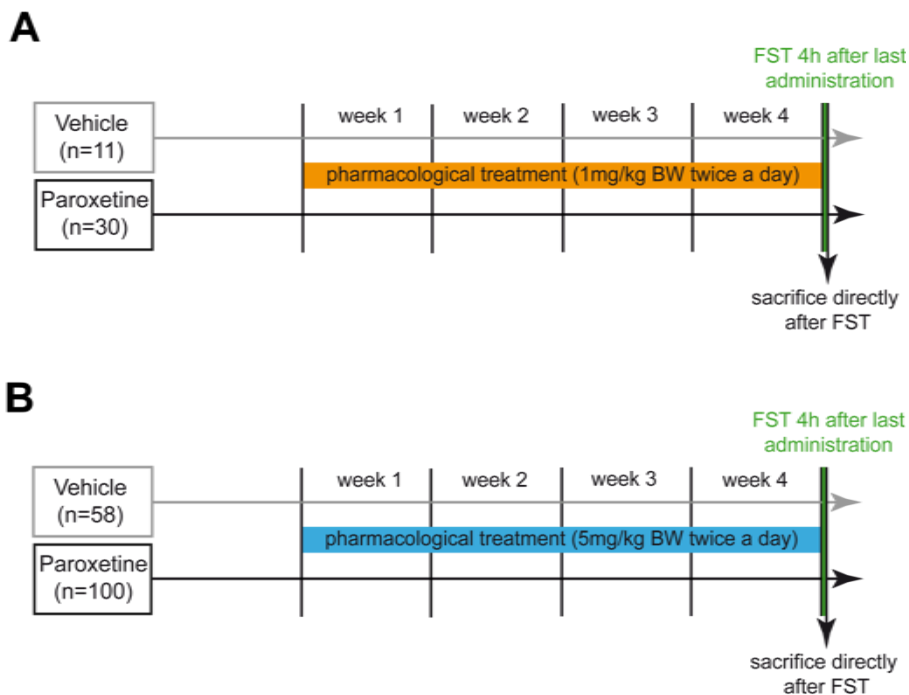 A
FST 4h after last
administration
Vehicle
(n=11)
week 1
week 2
week 3
week 4
pharmacological treatment (1mg/kg BW twice a day)
Paroxetine
(n=30)
sacrifice directly
after FST
B
FST 4h after last
administration
Vehicle
(n=58)
week 1
week 2
week 3
week 4
pharmacological treatment (5mg/kg BW twice a day)
Paroxetine
(n=100)
sacrifice directly
after FST